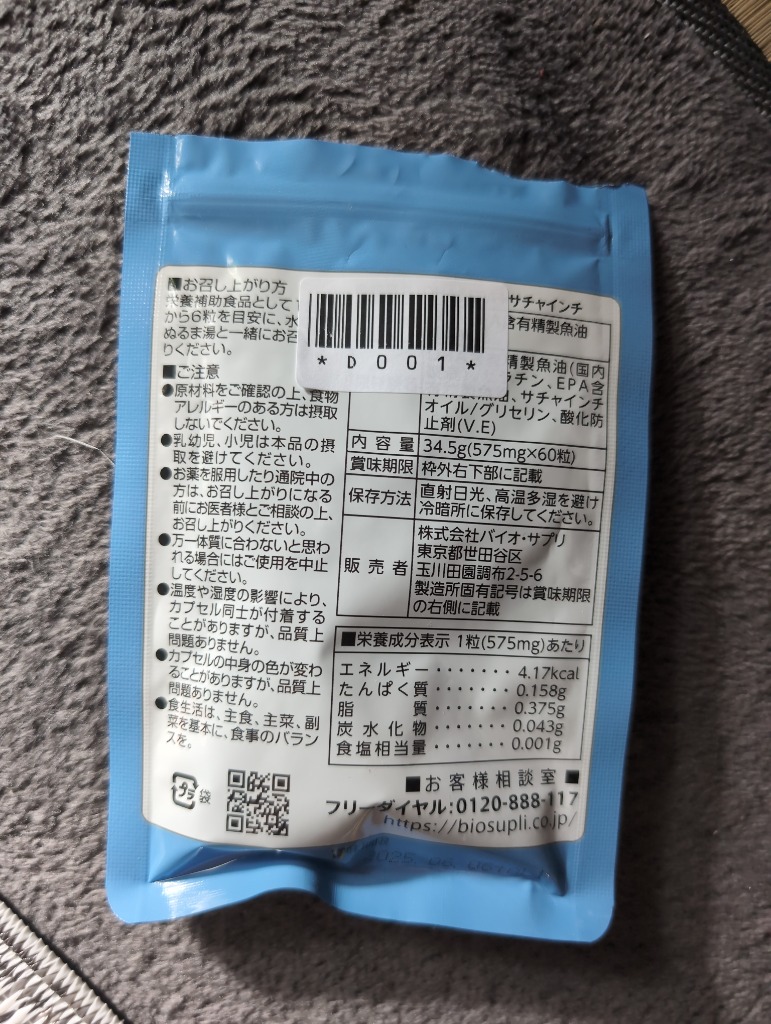 ■お召し上がり方
栄養補助食品として
から6粒を目安に、水
ぬるま湯と一緒にお召
りください。
■ご注意
●原材料をご確認の上、食物
アレルギーのある方は摂取
しないでください。
●乳幼児、小児は本品の摂
取を避けてください。
●お薬を服用したり通院中の
方は、お召し上がりになる
前にお医者様とご相談の上、
お召し上がりください。
●万一体質に合わないと思わ
れる場合にはご使用を中止
してください。
●温度や湿度の影響により、
カプセル同士が付着する
ことがありますが、品質上
問題ありません。
●カプセルの中身の色が変わ
ることがありますが、品質上
問題ありません。
●食生活は、主食、主菜、副
菜を基本に、食事のバラン
スを。
プラ
袋
*D001*
サチャインチ
含有精製魚油
精製魚油(国内
ラチン、EPA含
サチャインチ
オイル/グリセリン、酸化防
止剤(V.E)
内容量 34.5g(575mg×60粒)
賞味期限 枠外右下部に記載
保存方法 直射日光、高温多湿を避け
冷暗所に保存してください。
販売者 株式会社バイオ・サプリ
東京都世田谷区
玉川田園調布2-5-6
製造所固有記号は賞味期限
の右側に記載
■栄養成分表示 1粒(575mg)あたり
エネルギー・・・・・・・4.17kcal
たんぱく質・・・・・・・0.158g
脂質・・・・・・・0.375g
炭水化物・・・・・・・0.043g
食塩相当量・・・・・・・0.001g
■お客様相談室■
フリーダイヤル:0120-888-117
https://biosupli.co.jp/